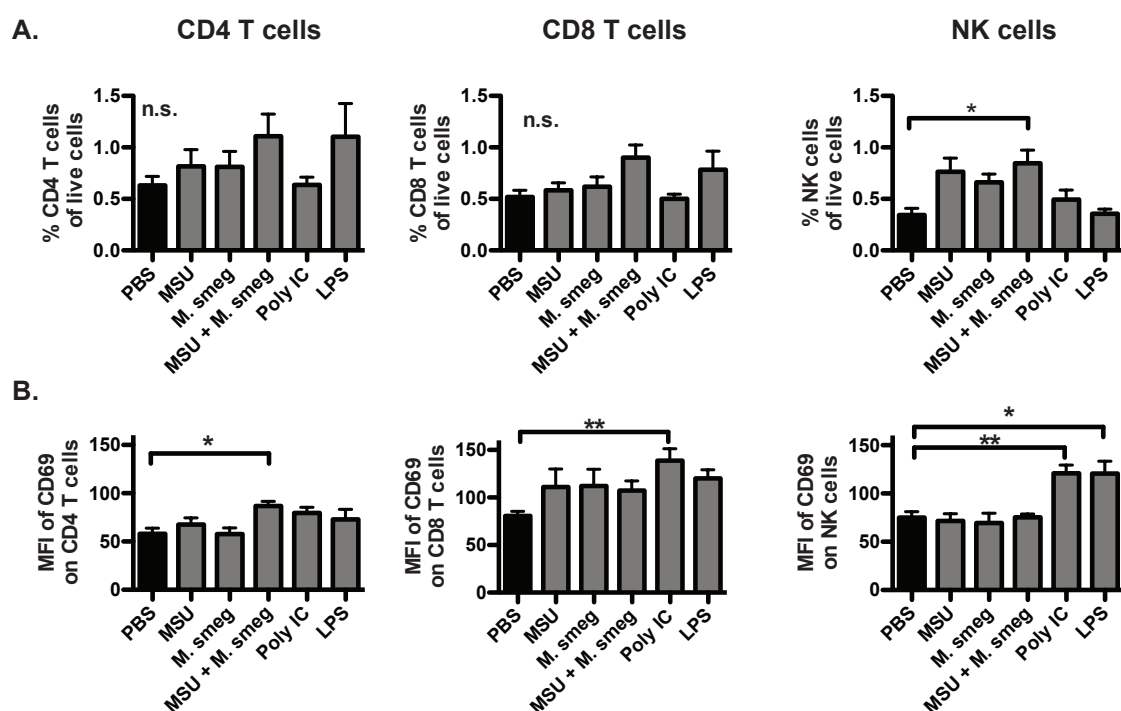 A.
CD4 T cells
CD8 T cells
NK cells
% CD4 T cells
of live cells
1.5
1.0
0.5
0.0
n.s.
PBS
MSU
M. smeg
MSU + M. smeg
Poly IC
LPS
% CD8 T cells
of live cells
1.5
1.0
0.5
0.0
n.s.
PBS
MSU
M. smeg
MSU + M. smeg
Poly IC
LPS
% NK cells
of live cells
1.5
1.0
0.5
0.0
*
PBS
MSU
M. smeg
MSU + M. smeg
Poly IC
LPS
B.
MFI of CD69
on CD4 T cells
150
100
50
0
*
PBS
MSU
M. smeg
MSU + M. smeg
Poly IC
LPS
MFI of CD69
on CD8 T cells
150
100
50
0
**
PBS
MSU
M. smeg
MSU + M. smeg
Poly IC
LPS
MFI of CD69
on NK cells
150
100
50
0
*
**
PBS
MSU
M. smeg
MSU + M. smeg
Poly IC
LPS